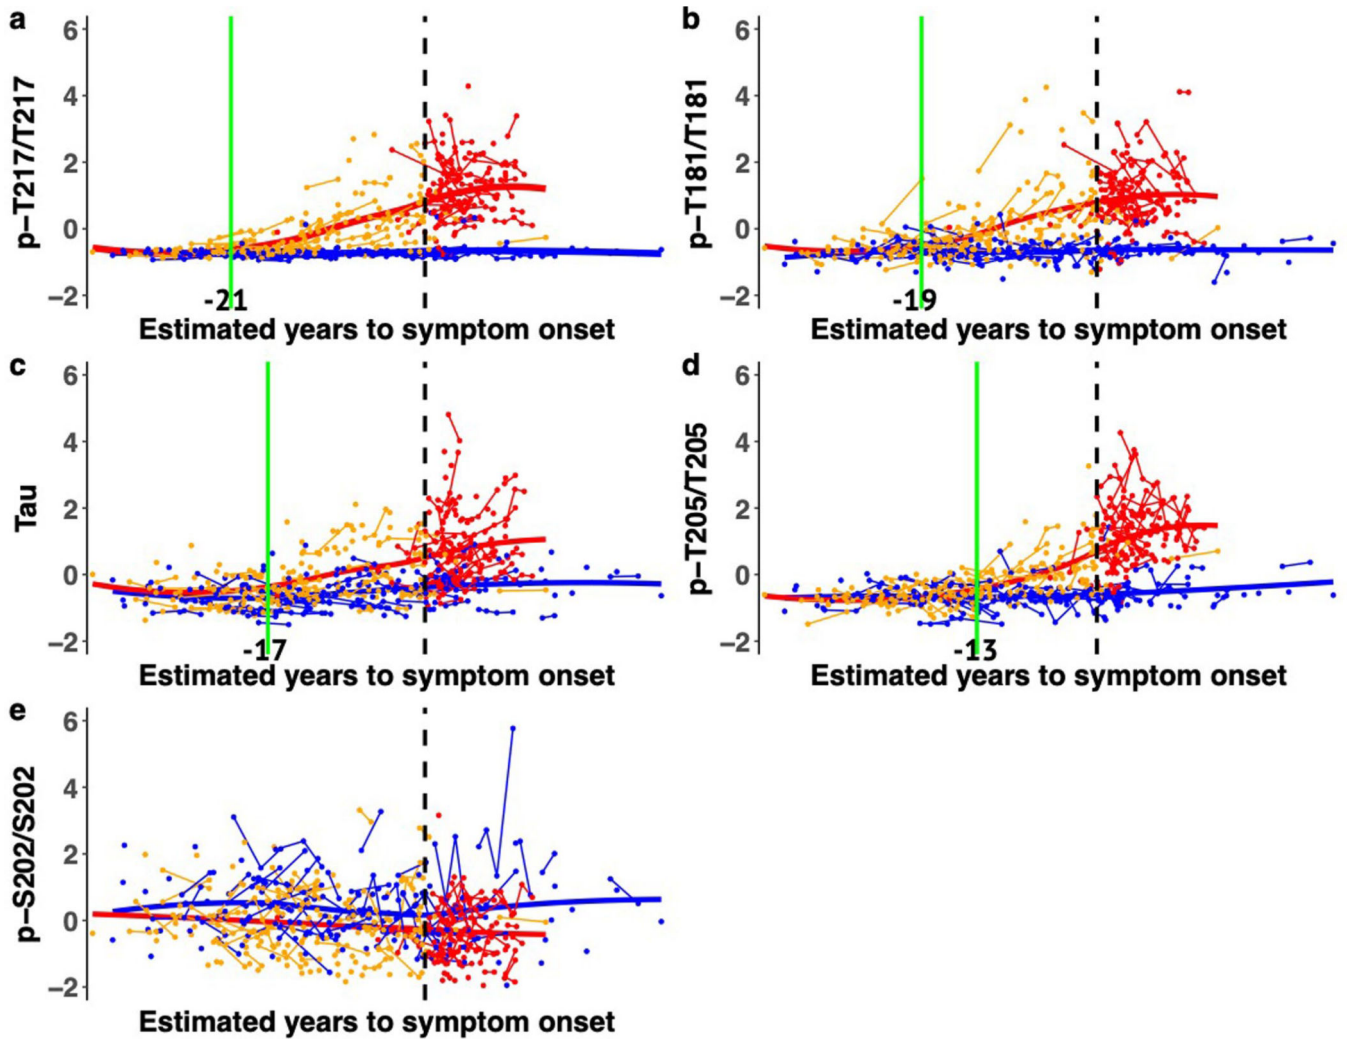 a
6
4
2
0
−2
p−T217/T217
-21
Estimated years to symptom onset
b
6
4
2
0
−2
p−T181/T181
-19
Estimated years to symptom onset
c
6
4
2
0
−2
Tau
-17
Estimated years to symptom onset
d
6
4
2
0
−2
p−T205/T205
-13
Estimated years to symptom onset
e
6
4
2
0
−2
p−S202/S202
Estimated years to symptom onset